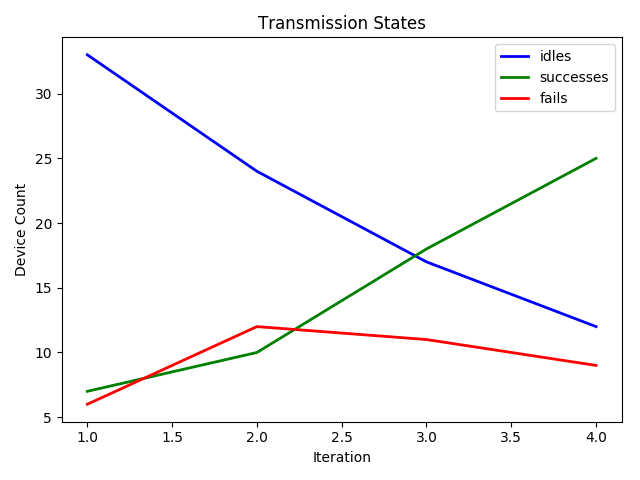 Transmission States
idles
successes
fails
Device Count
30
25
20
15
10
5
1.0 1.5 2.0 2.5 3.0 3.5 4.0
Iteration